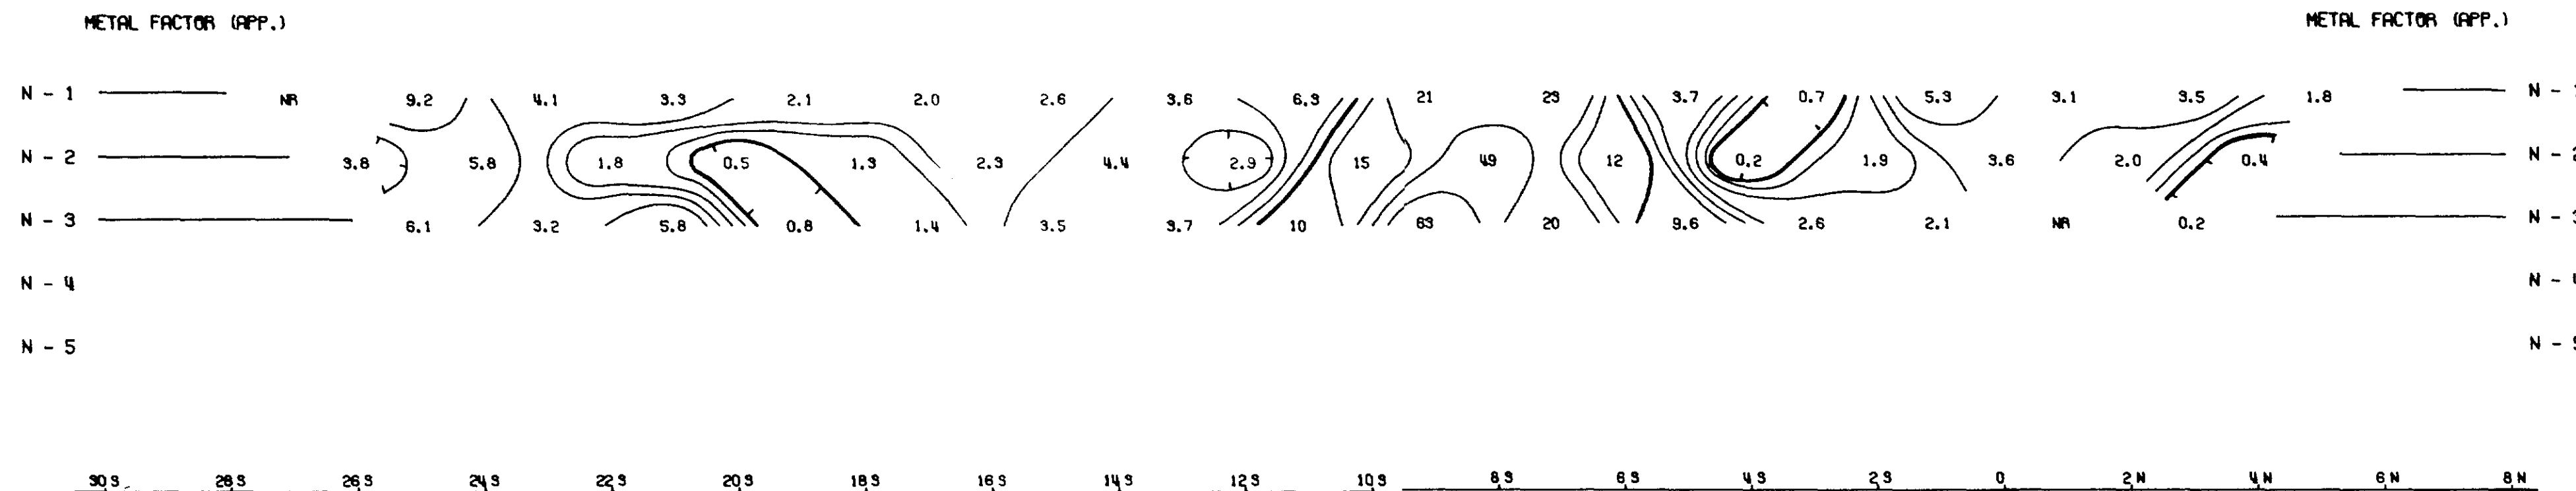 METAL FACTOR (APP.) METAL FACTOR (APP.)
N - 1 NR 9.2 4.1 3.3 2.1 2.0 2.6 3.6 6.3 21 23 3.7 0.7 5.3 3.1 3.5 1.8 N -
N - 2 3.8 5.8 1.8 0.5 1.3 2.3 4.4 2.9 15 49 12 0.2 1.9 3.6 2.0 0.4 N -
N - 3 6.1 3.2 5.8 0.8 1.4 3.5 3.7 10 63 20 9.6 2.6 2.1 NR 0.2 N -
N - 4 N -
N - 5 N -
30S 28S 26S 24S 22S 20S 18S 16S 14S 12S 10S 8S 6S 4S 2S 0 2N 4N 6N 8N